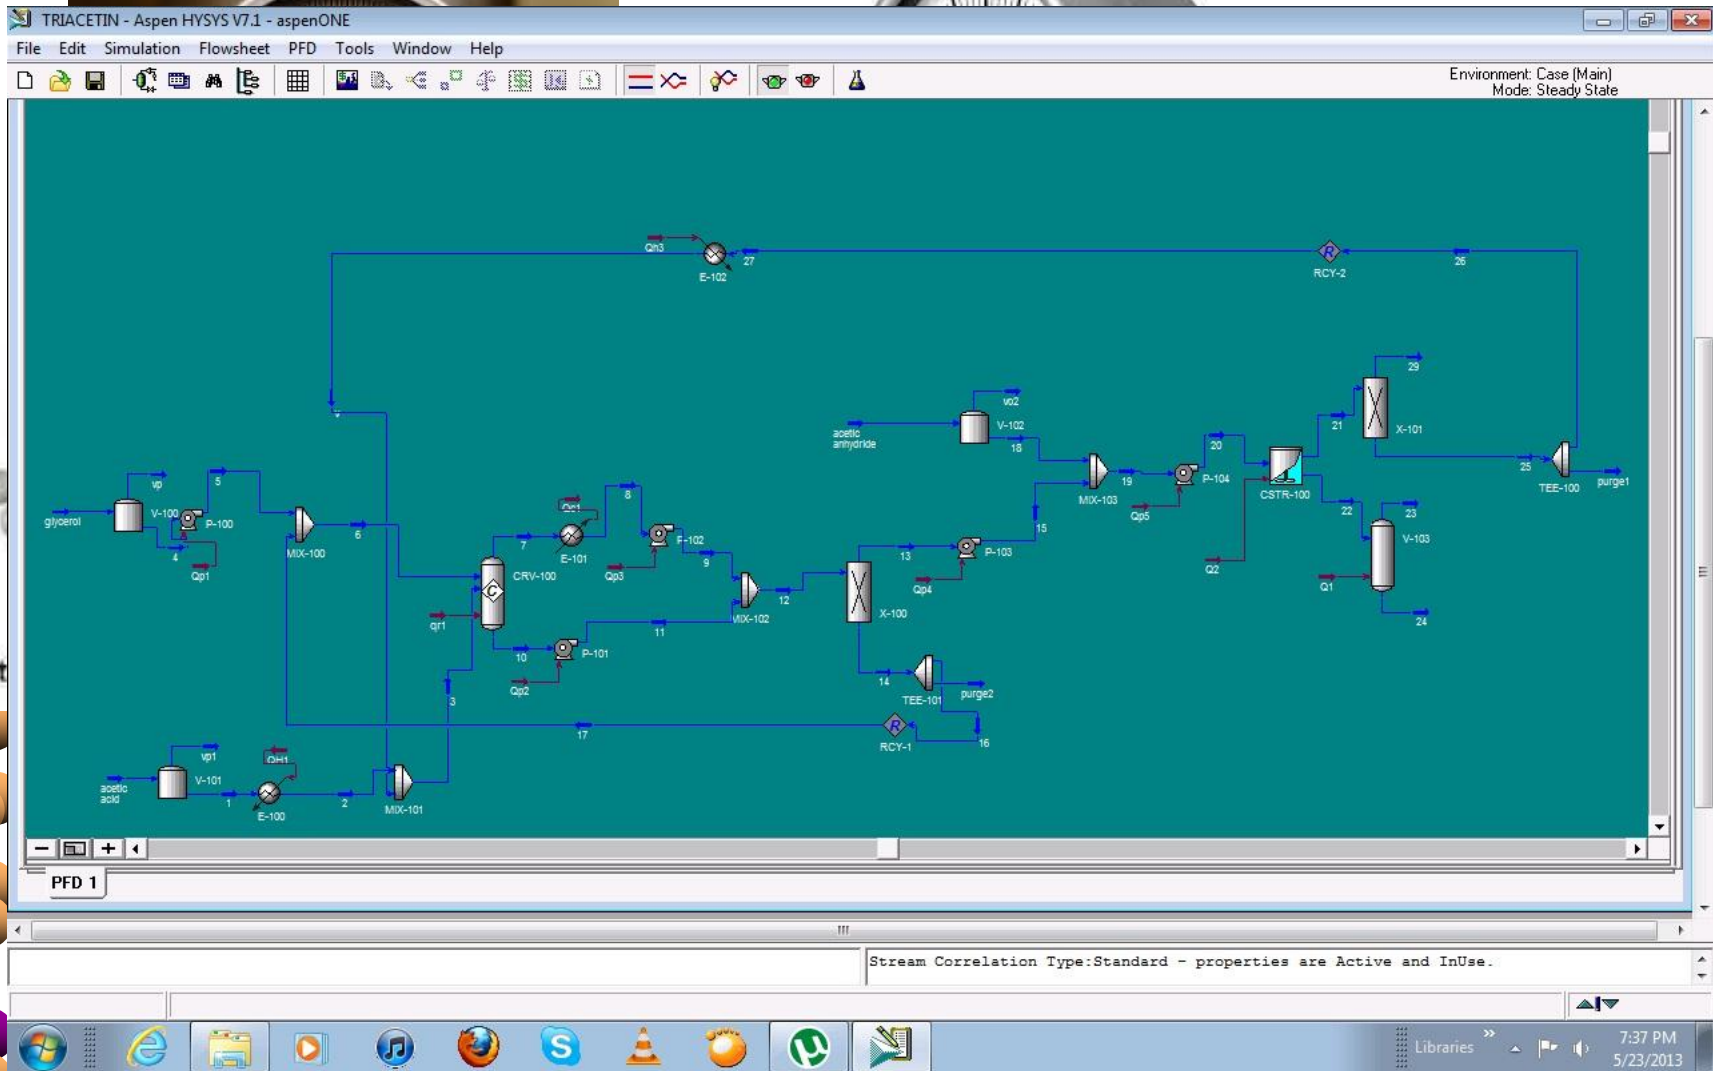 TRIACETIN - Aspen HYSYS V7.1 - aspenONE
File Edit Simulation Flowsheet PFD Tools Window Help
Environment: Case (Main)
Mode: Steady State
Qh3
E-102
27
RCY-2
26
v
29
X-101
21
acetic
anhydride
vo2
V-102
18
MIX-103
19
20
P-104
Qp5
CSTR-100
25
TEE-100
purge1
22
23
V-103
Q2
Q1
24
glycerol
vp
V-100
4
5
P-100
Qp1
MIX-100
6
7
Qc1
E-101
8
P-102
Qp3
9
CRV-100
qr1
10
P-101
Qp2
11
MIX-102
12
13
X-100
P-103
Qp4
15
14
TEE-101
purge2
16
RCY-1
17
3
acetic
acid
vp1
V-101
1
QH1
E-100
2
MIX-101
PFD 1
Stream Correlation Type:Standard - properties are Active and InUse.
Libraries
7:37 PM
5/23/2013